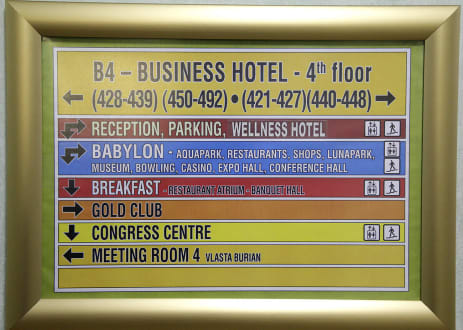 B4 – BUSINESS HOTEL - 4th floor
(428-439) (450-492) • (421-427)(440-448)
RECEPTION, PARKING, WELLNESS HOTEL
BABYLON - AQUAPARK, RESTAURANTS, SHOPS, LUNAPARK,
MUSEUM, BOWLING, CASINO, EXPO HALL, CONFERENCE HALL
BREAKFAST - RESTAURANT ATRIUM - BANQUET HALL
GOLD CLUB
CONGRESS CENTRE
MEETING ROOM 4 VLASTA BURIAN